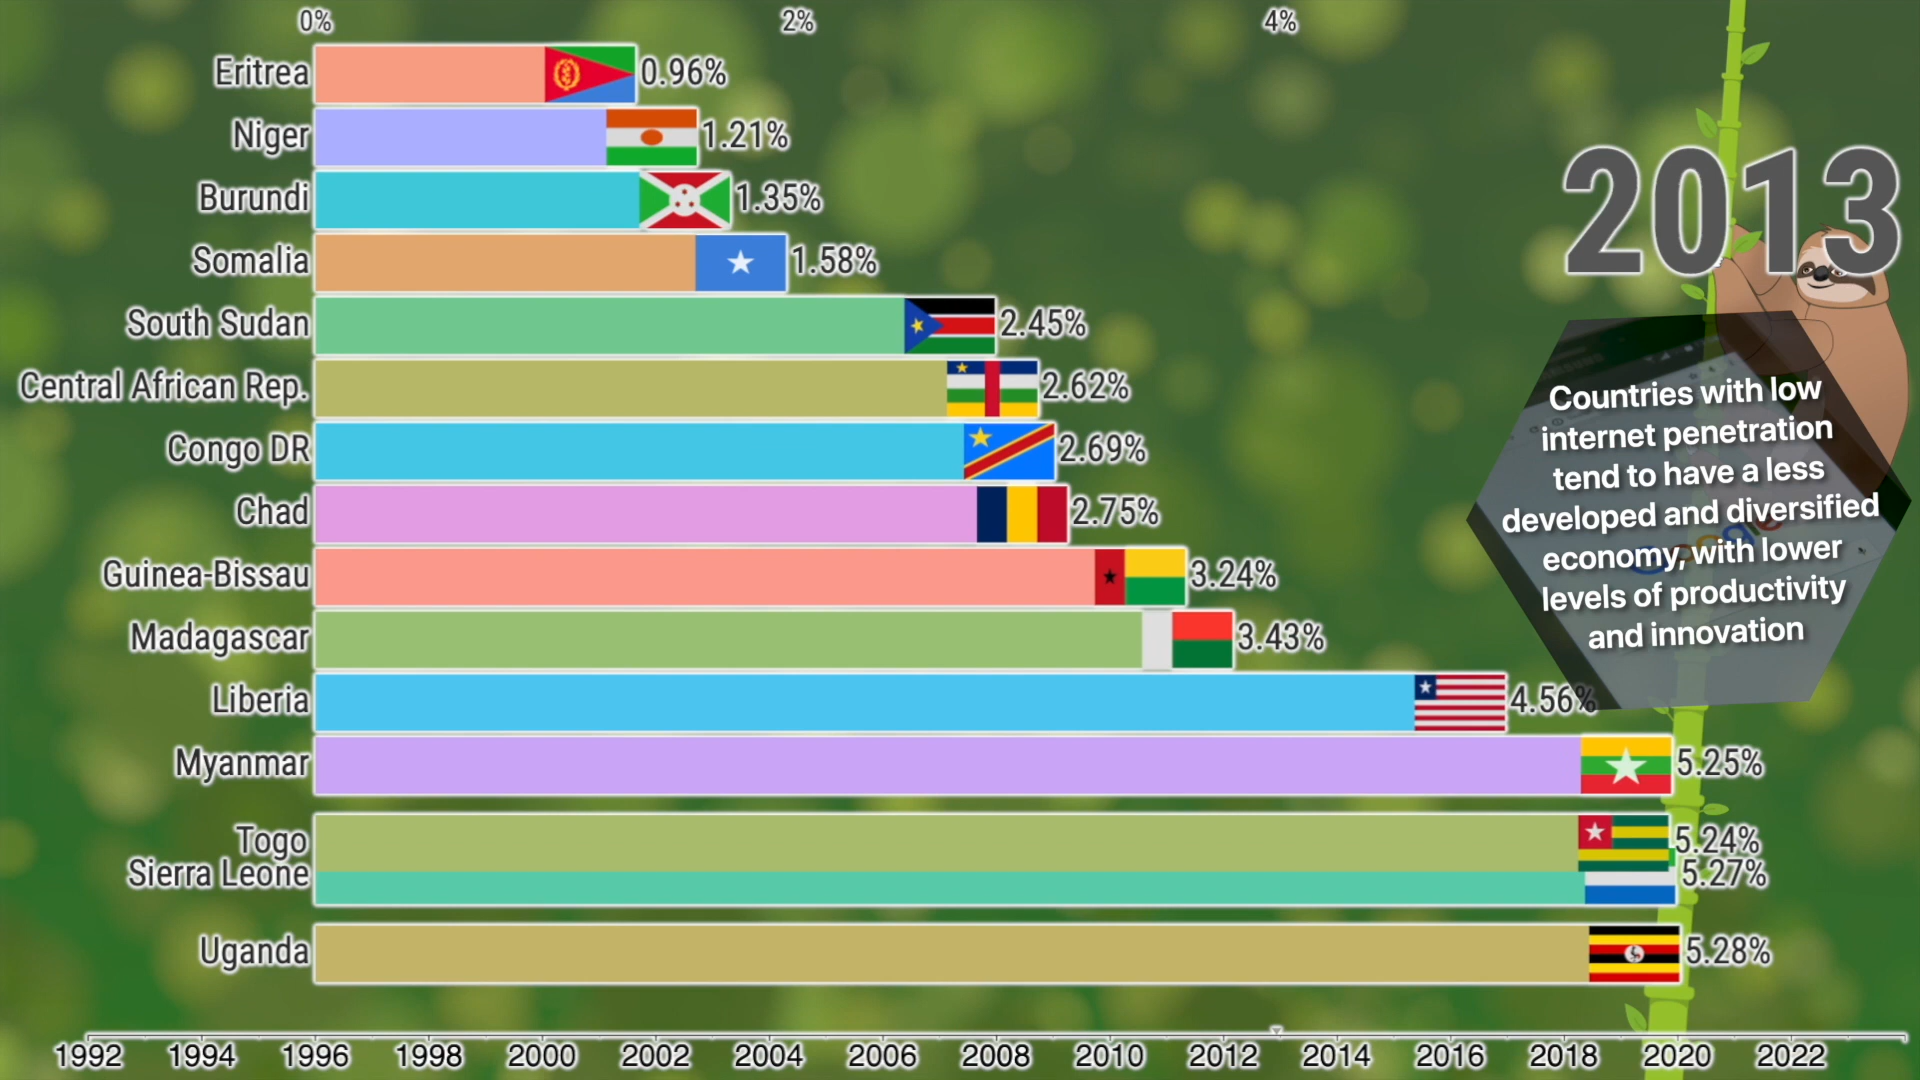 0% 2% 4%
Eritrea 0.96%
Niger 1.21%
Burundi 1.35%
Somalia 1.58%
South Sudan 2.45%
Central African Rep. 2.62%
Congo DR 2.69%
Chad 2.75%
Guinea-Bissau 3.24%
Madagascar 3.43%
Liberia 4.56%
Myanmar 5.25%
Togo 5.24%
Sierra Leone 5.27%
Uganda 5.28%
2013
Countries with low
internet penetration
tend to have a less
developed and diversified
economy, with lower
levels of productivity
and innovation
1992 1994 1996 1998 2000 2002 2004 2006 2008 2010 2012 2014 2016 2018 2020 2022